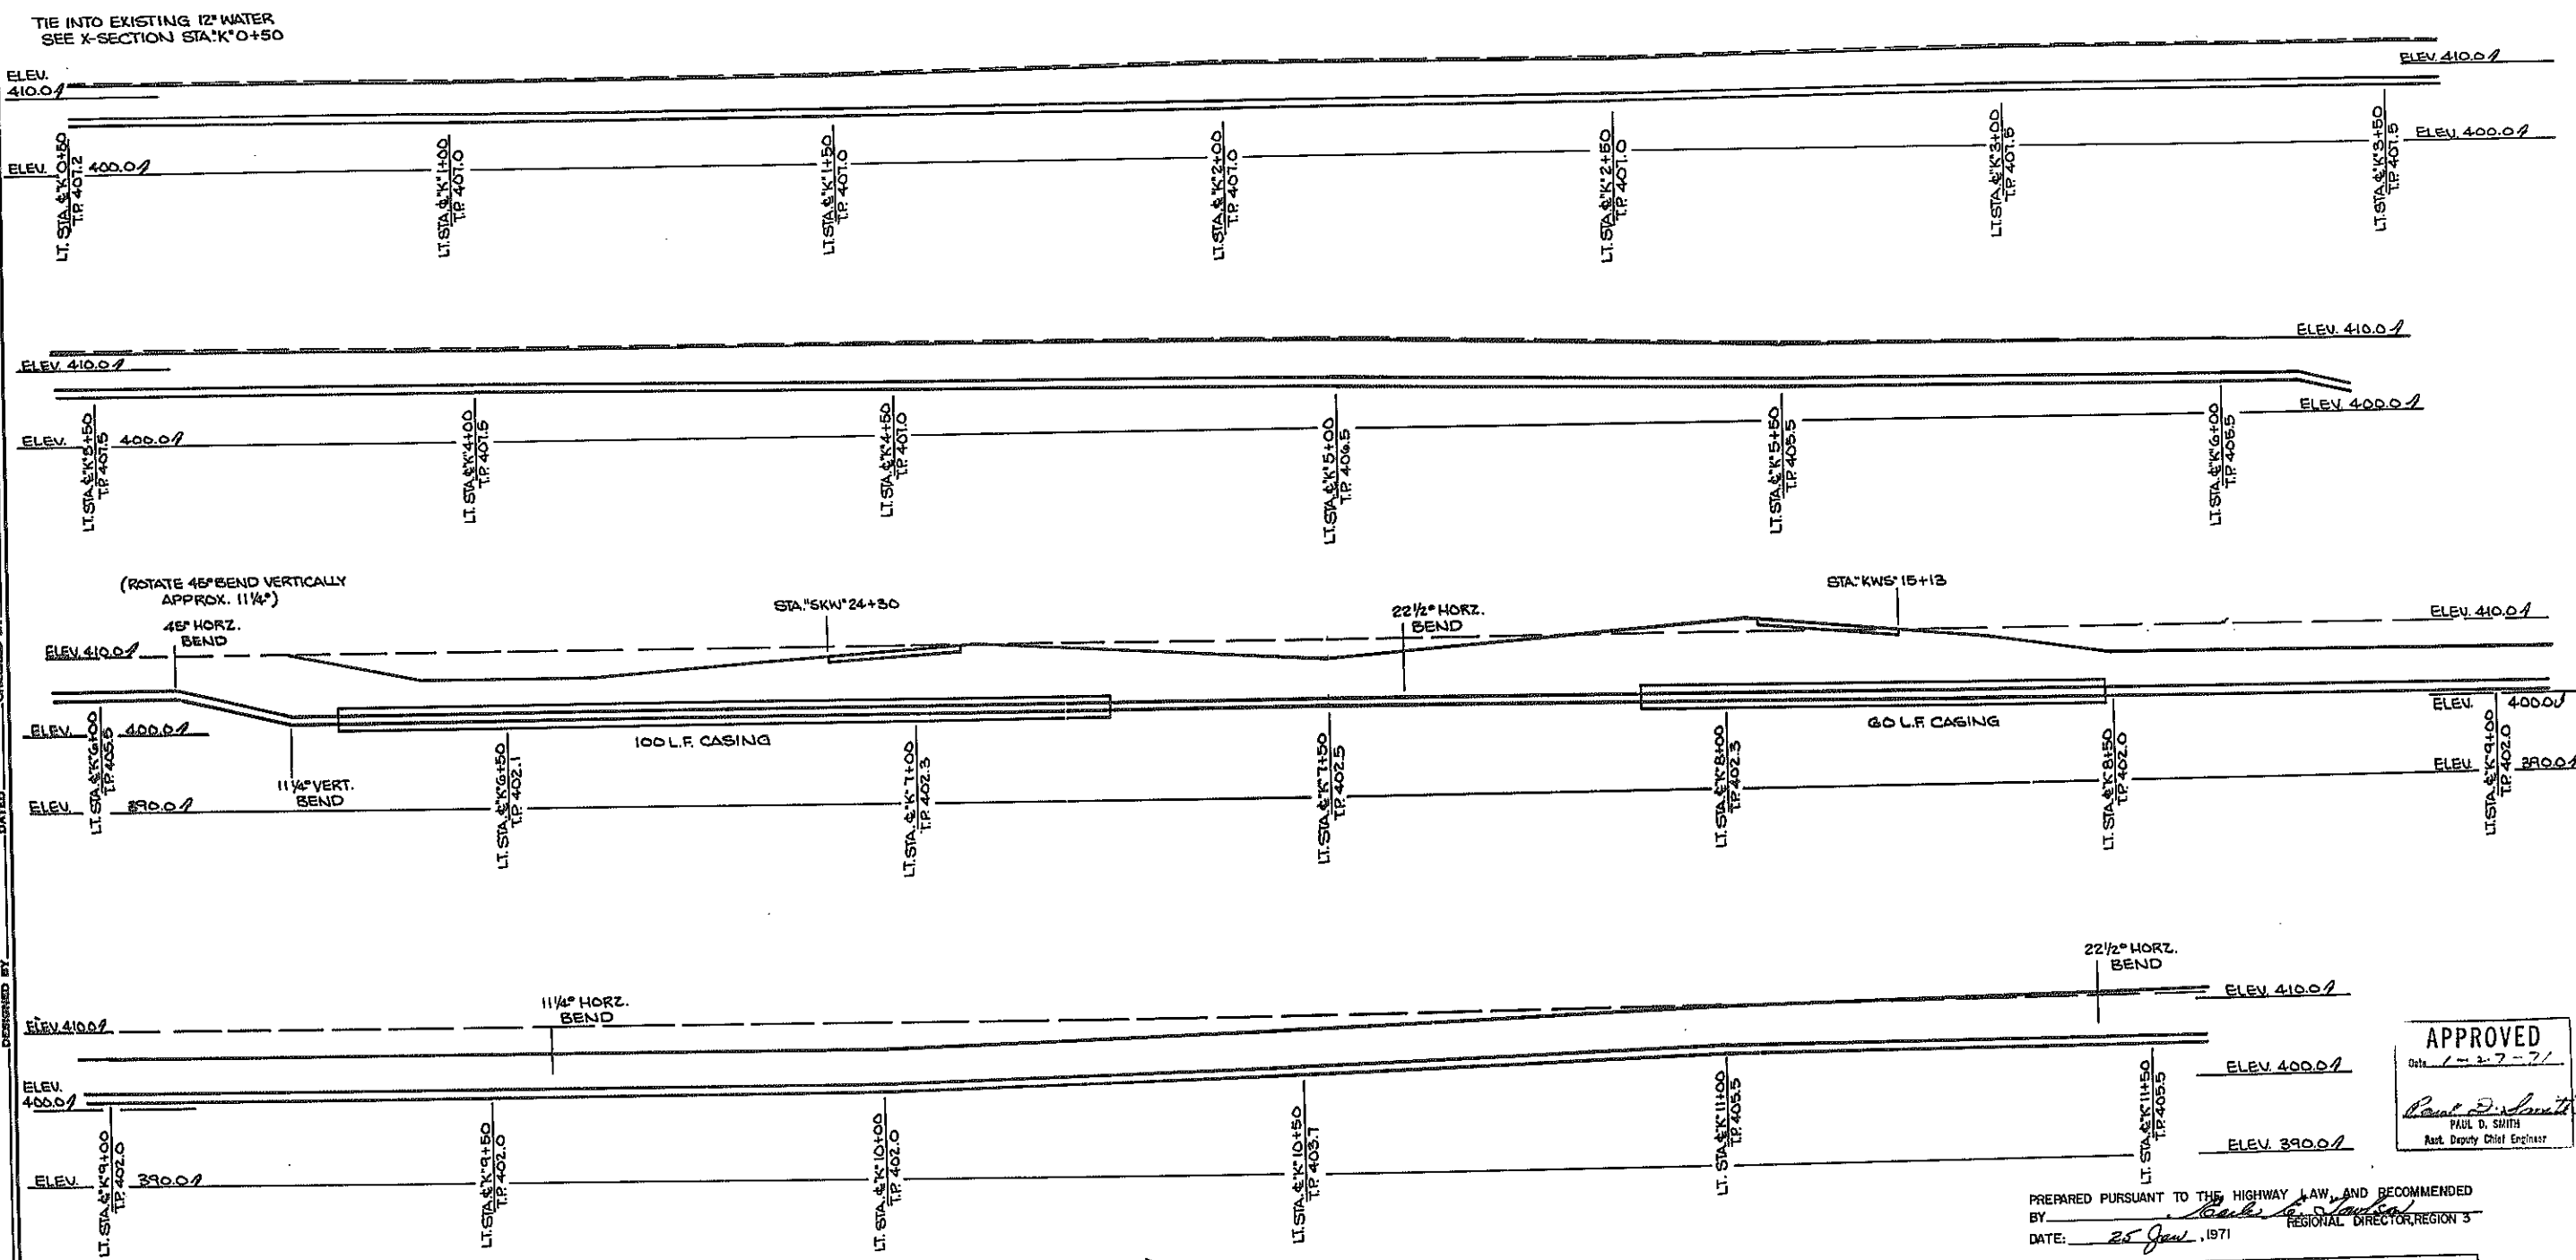 TIE INTO EXISTING 12" WATER
SEE X-SECTION STA."K" 0+50
ELEV.
410.0
ELEV. 410.0
ELEV. 400.0
ELEV. 400.0
LT. STA. ℄ "K" 0+50
T.P. 407.2
LT. STA. ℄ "K" 1+00
T.P. 407.0
LT. STA. ℄ "K" 1+50
T.P. 407.0
LT. STA. ℄ "K" 2+00
T.P. 407.0
LT. STA. ℄ "K" 2+50
T.P. 407.0
LT. STA. ℄ "K" 3+00
T.P. 407.5
LT. STA. ℄ "K" 3+50
T.P. 407.5
ELEV. 410.0
ELEV. 410.0
ELEV. 400.0
ELEV. 400.0
LT. STA. ℄ "K" 3+50
T.P. 407.5
LT. STA. ℄ "K" 4+00
T.P. 407.5
LT. STA. ℄ "K" 4+50
T.P. 407.0
LT. STA. ℄ "K" 5+00
T.P. 406.5
LT. STA. ℄ "K" 5+50
T.P. 405.5
LT. STA. ℄ "K" 6+00
T.P. 405.5
(ROTATE 45° BEND VERTICALLY
APPROX. 11¼°)
45° HORZ.
BEND
STA. "SKW" 24+30
22½° HORZ.
BEND
STA. "KWS" 15+13
ELEV. 410.0
ELEV. 410.0
ELEV. 400.0
ELEV. 400.0
100 L.F. CASING
60 L.F. CASING
11¼° VERT.
BEND
ELEV. 390.0
ELEV. 390.0
LT. STA. ℄ "K" 6+00
T.P. 405.5
LT. STA. ℄ "K" 6+50
T.P. 402.1
LT. STA. ℄ "K" 7+00
T.P. 402.3
LT. STA. ℄ "K" 7+50
T.P. 402.5
LT. STA. ℄ "K" 8+00
T.P. 402.3
LT. STA. ℄ "K" 8+50
T.P. 402.0
LT. STA. ℄ "K" 9+00
T.P. 402.0
11¼° HORZ.
BEND
22½° HORZ.
BEND
ELEV. 410.0
ELEV. 410.0
ELEV.
400.0
ELEV. 400.0
ELEV. 390.0
ELEV. 390.0
LT. STA. ℄ "K" 9+00
T.P. 402.0
LT. STA. ℄ "K" 9+50
T.P. 402.0
LT. STA. ℄ "K" 10+00
T.P. 402.0
LT. STA. ℄ "K" 10+50
T.P. 403.7
LT. STA. ℄ "K" 11+00
T.P. 405.5
LT. STA. ℄ "K" 11+50
T.P. 405.5
APPROVED
Date 1-27-71
Paul D. Smith
PAUL D. SMITH
Asst. Deputy Chief Engineer
PREPARED PURSUANT TO THE HIGHWAY LAW, AND RECOMMENDED
BY
REGIONAL DIRECTOR, REGION 3
DATE: 25 Jan, 1971
DESIGNED BY
DATED